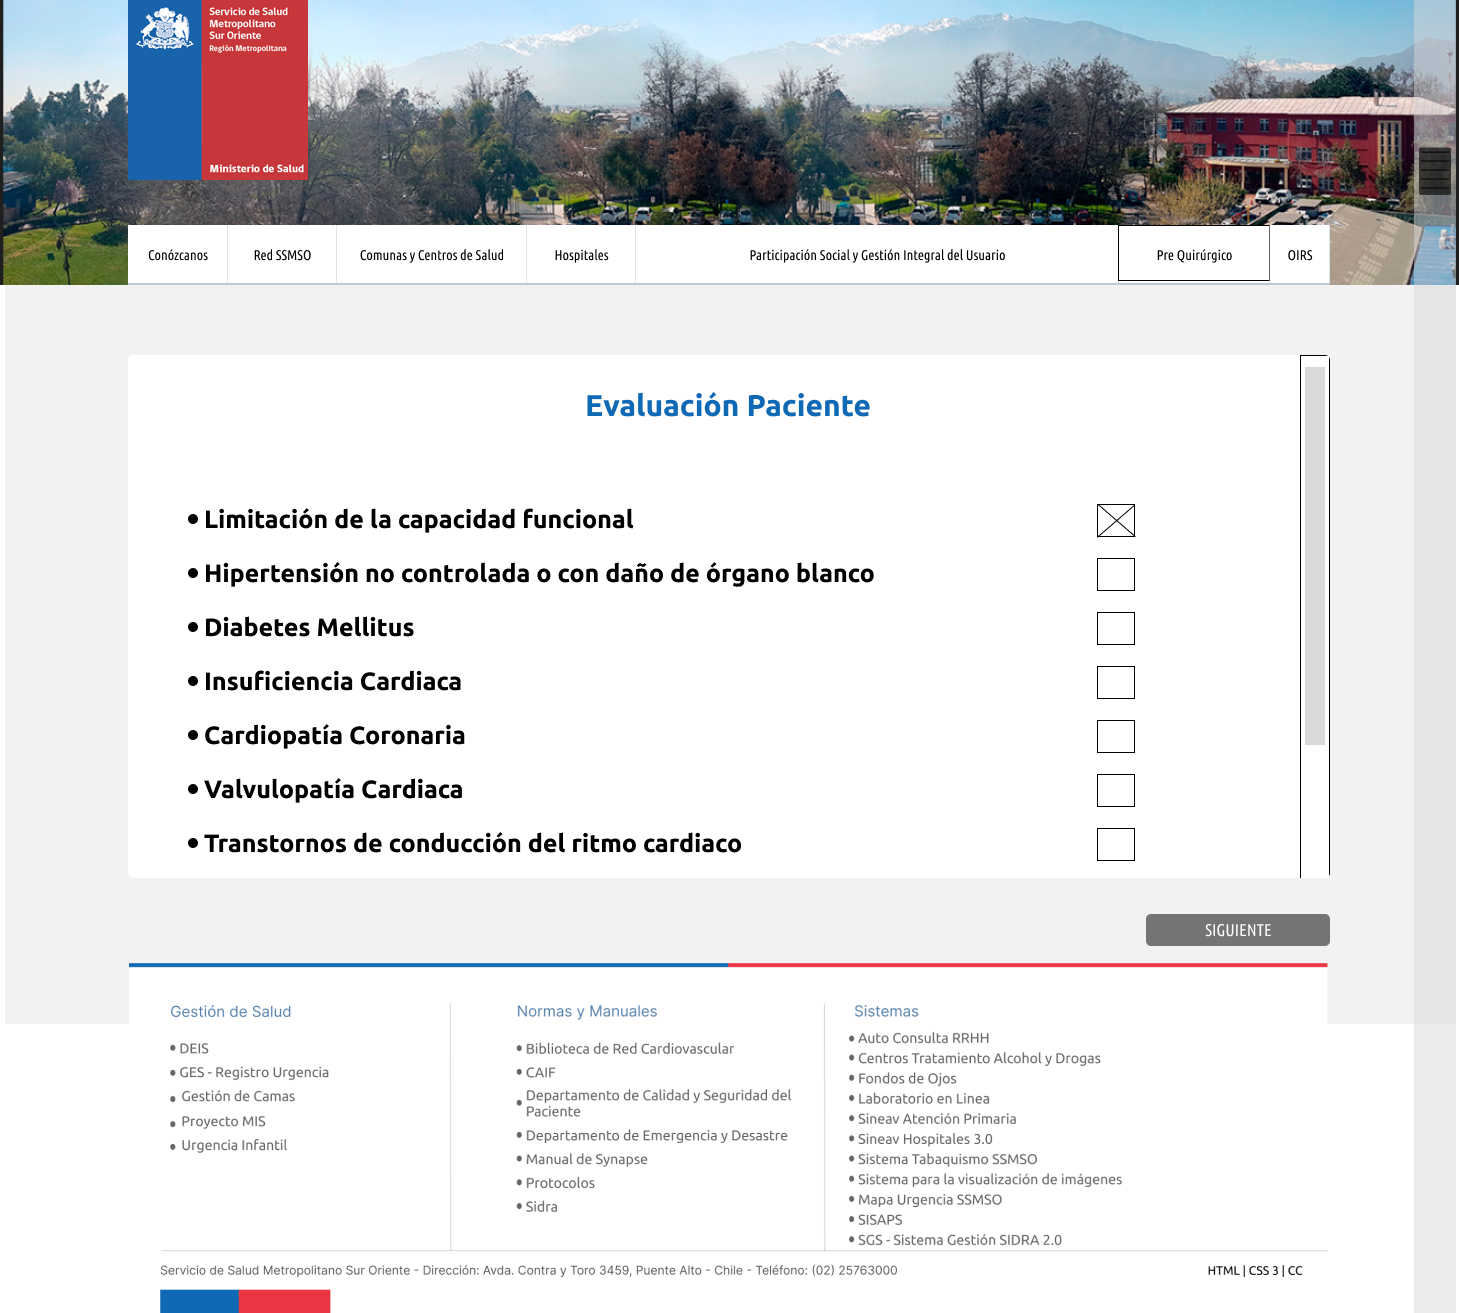 Servicio de Salud
Metropolitano
Sur Oriente
Región Metropolitana
Ministerio de Salud
Conózcanos
Red SSMSO
Comunas y Centros de Salud
Hospitales
Participación Social y Gestión Integral del Usuario
Pre Quirúrgico
OIRS
Evaluación Paciente
• Limitación de la capacidad funcional
• Hipertensión no controlada o con daño de órgano blanco
• Diabetes Mellitus
• Insuficiencia Cardiaca
• Cardiopatía Coronaria
• Valvulopatía Cardiaca
• Transtornos de conducción del ritmo cardiaco
SIGUIENTE
Gestión de Salud
• DEIS
• GES - Registro Urgencia
• Gestión de Camas
• Proyecto MIS
• Urgencia Infantil
Normas y Manuales
• Biblioteca de Red Cardiovascular
• CAIF
• Departamento de Calidad y Seguridad del
Paciente
• Departamento de Emergencia y Desastre
• Manual de Synapse
• Protocolos
• Sidra
Sistemas
• Auto Consulta RRHH
• Centros Tratamiento Alcohol y Drogas
• Fondos de Ojos
• Laboratorio en Linea
• Sineav Atención Primaria
• Sineav Hospitales 3.0
• Sistema Tabaquismo SSMSO
• Sistema para la visualización de imágenes
• Mapa Urgencia SSMSO
• SISAPS
• SGS - Sistema Gestión SIDRA 2.0
Servicio de Salud Metropolitano Sur Oriente - Dirección: Avda. Contra y Toro 3459, Puente Alto - Chile - Teléfono: (02) 25763000
HTML | CSS 3 | CC